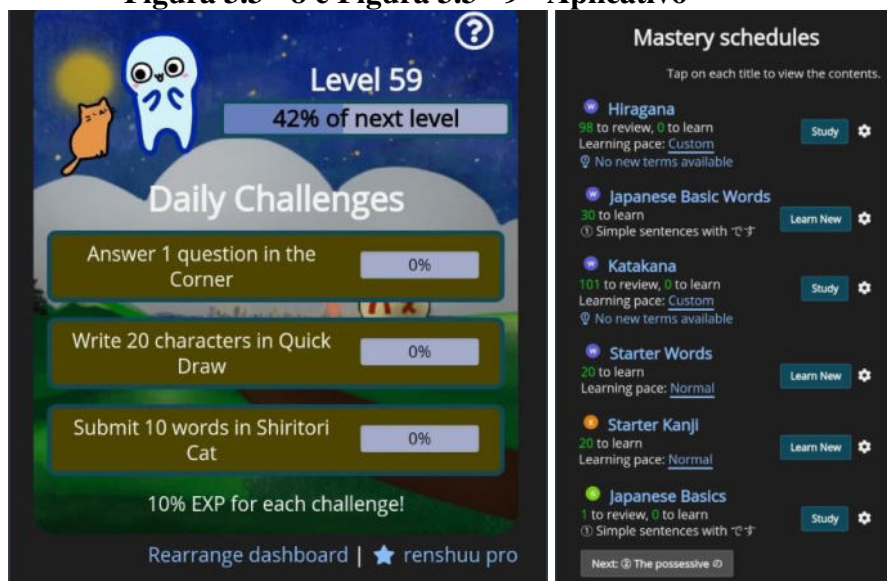 Figura 3.3 - 8 e Figura 3.3 - 9 - Aplicativo
?
Level 59
42% of next level
Daily Challenges
Answer 1 question in the
Corner
0%
Write 20 characters in Quick
Draw
0%
Submit 10 words in Shiritori
Cat
0%
10% EXP for each challenge!
Rearrange dashboard | ★ renshuu pro
Mastery schedules
Tap on each title to view the contents.
W Hiragana
98 to review, 0 to learn
Study
Learning pace: Custom
No new terms available
W Japanese Basic Words
30 to learn
Learn New
① Simple sentences with です
W Katakana
101 to review, 0 to learn
Study
Learning pace: Custom
No new terms available
W Starter Words
20 to learn
Learn New
Learning pace: Normal
K Starter Kanji
20 to learn
Learn New
Learning pace: Normal
Japanese Basics
1 to review, 0 to learn
Study
① Simple sentences with です
Next: ② The possessive の